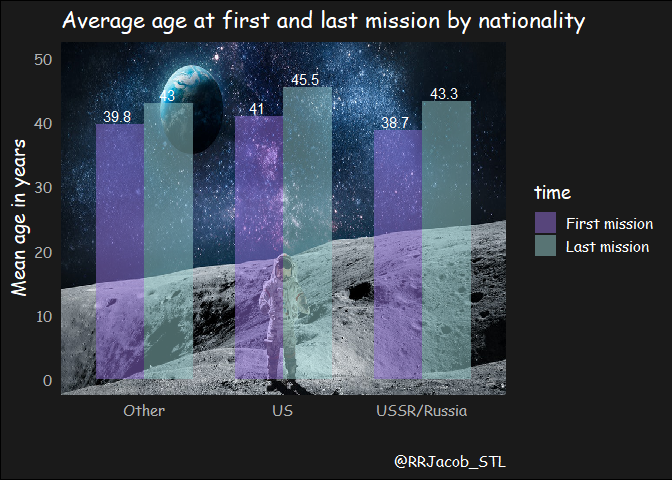 Average age at first and last mission by nationality
Mean age in years
50
40
30
20
10
0
39.8
43
41
45.5
38.7
43.3
Other
US
USSR/Russia
time
First mission
Last mission
@RRJacob_STL